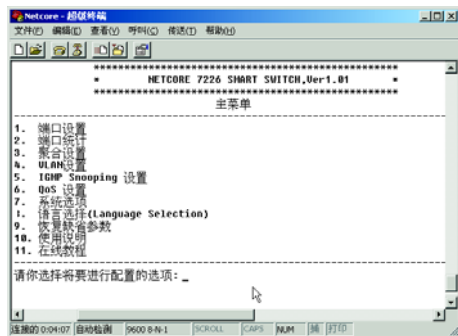 Netcore - 超级终端
文件(F) 编辑(E) 查看(V) 呼叫(C) 传送(T) 帮助(H)
**************************************************
* NETCORE 7226 SMART SWITCH,Ver1.01 *
**************************************************
主菜单
1. 端口设置
2. 端口统计
3. 聚合设置
4. VLAN设置
5. IGMP Snooping 设置
6. QoS 设置
7. 系统选项
8. 语言选择(Language Selection)
9. 恢复缺省参数
10. 使用说明
11. 在线教程
请你选择将要进行配置的选项:_
连接的 0:04:07 自动检测 9600 8-N-1 SCROLL CAPS NUM 捕 打印